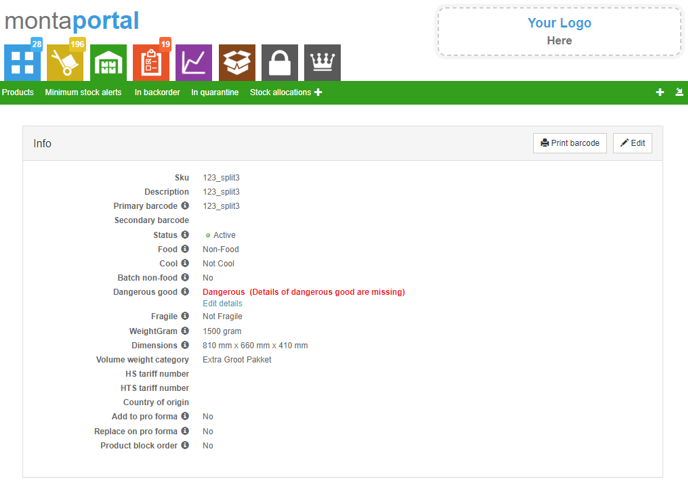 montaportal
Your Logo
Here
28
196
19
Products Minimum stock alerts In backorder In quarantine Stock allocations
Info
Print barcode Edit
Sku 123_split3
Description 123_split3
Primary barcode 123_split3
Secondary barcode
Status Active
Food Non-Food
Cool Not Cool
Batch non-food No
Dangerous good Dangerous (Details of dangerous good are missing)
Edit details
Fragile Not Fragile
WeightGram 1500 gram
Dimensions 810 mm x 660 mm x 410 mm
Volume weight category Extra Groot Pakket
HS tariff number
HTS tariff number
Country of origin
Add to pro forma No
Replace on pro forma No
Product block order No